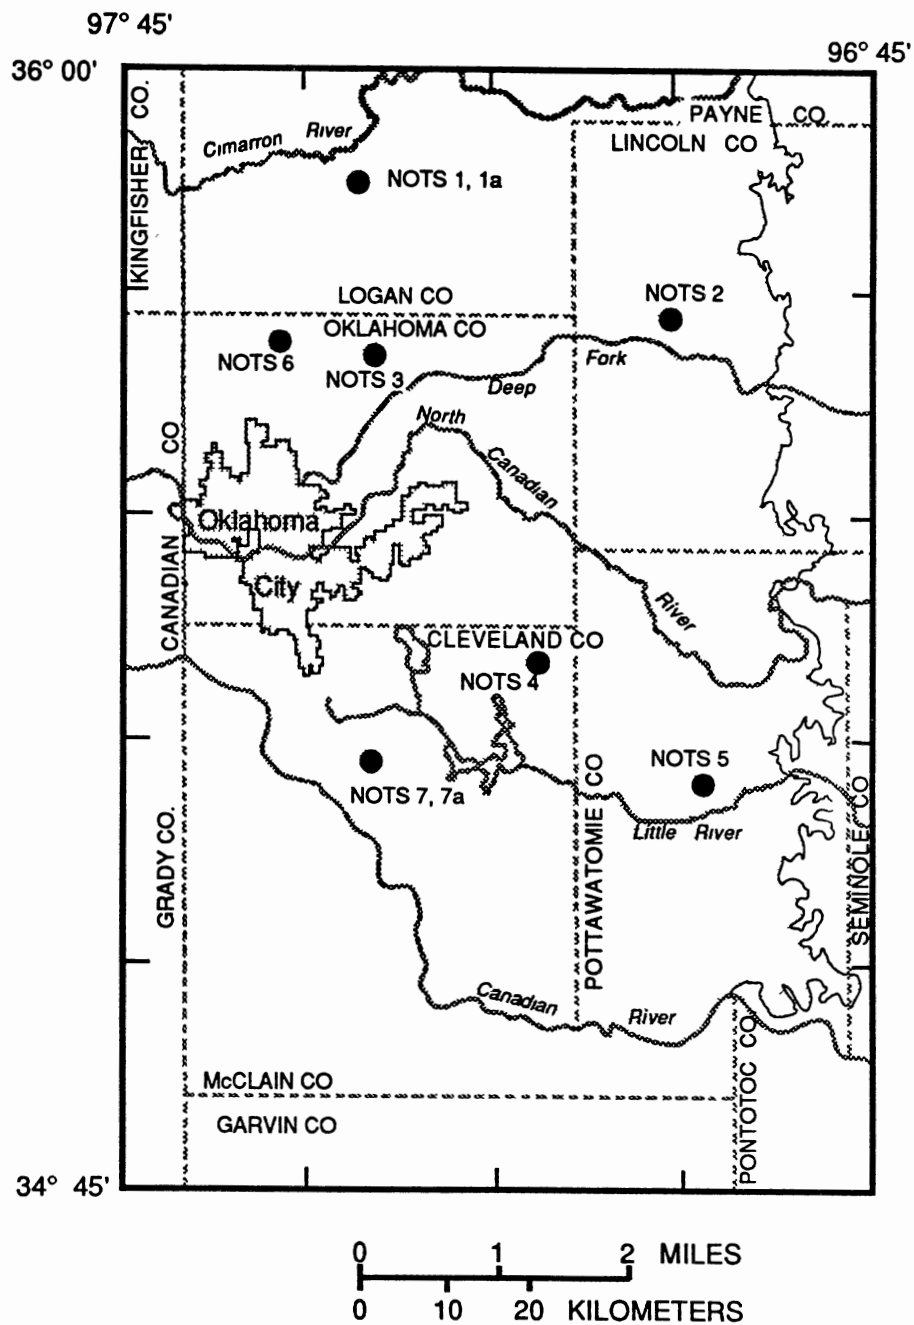 97° 45'
96° 45'
36° 00'
KINGFISHER CO.
PAYNE CO.
LINCOLN CO
Cimarron River
NOTS 1, 1a
LOGAN CO
NOTS 2
OKLAHOMA CO
NOTS 6
NOTS 3
Deep Fork
North Canadian River
CANADIAN CO
Oklahoma
City
CLEVELAND CO
NOTS 4
NOTS 5
NOTS 7, 7a
POTTAWATOMIE CO
Little River
SEMINOLE CO
GRADY CO.
Canadian River
McCLAIN CO
GARVIN CO
PONTOTOC CO
34° 45'
0 1 2 MILES
0 10 20 KILOMETERS